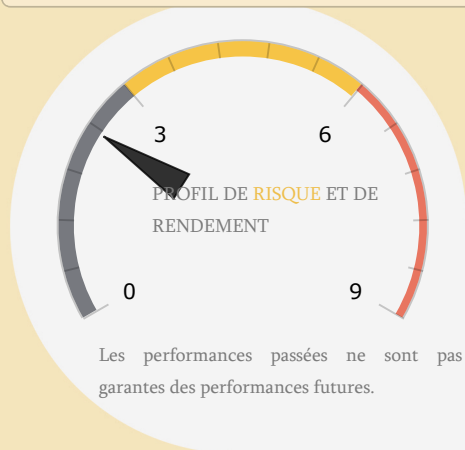 3 6
PROFIL DE RISQUE ET DE
RENDEMENT
0 9
Les performances passées ne sont pas
garantes des performances futures.